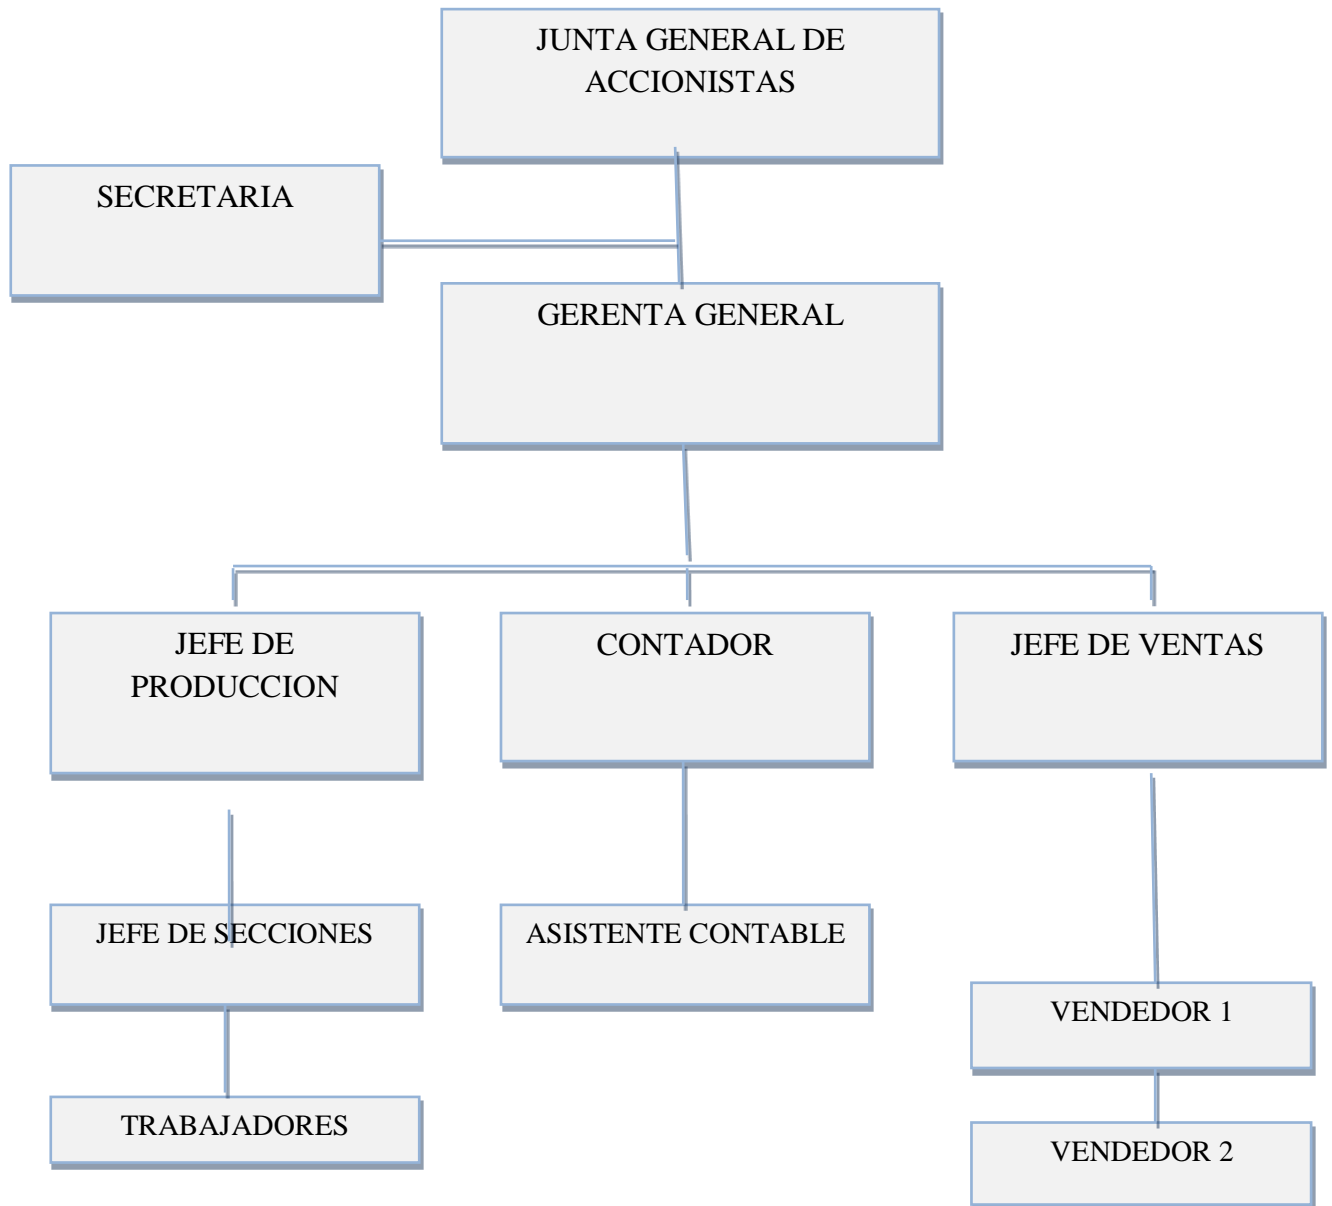 JUNTA GENERAL DE
ACCIONISTAS
SECRETARIA
GERENTA GENERAL
JEFE DE
PRODUCCION
CONTADOR
JEFE DE VENTAS
JEFE DE SECCIONES
ASISTENTE CONTABLE
VENDEDOR 1
TRABAJADORES
VENDEDOR 2